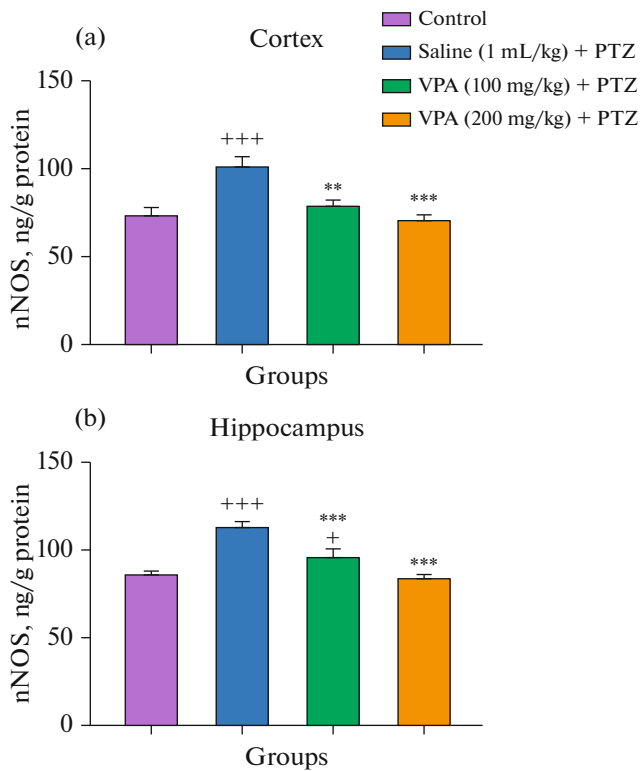 (a)
Cortex
Control
Saline (1 mL/kg) + PTZ
VPA (100 mg/kg) + PTZ
VPA (200 mg/kg) + PTZ
nNOS, ng/g protein
150
100
50
0
+++
**
***
Groups
(b)
Hippocampus
nNOS, ng/g protein
150
100
50
0
+++
***
+
***
Groups